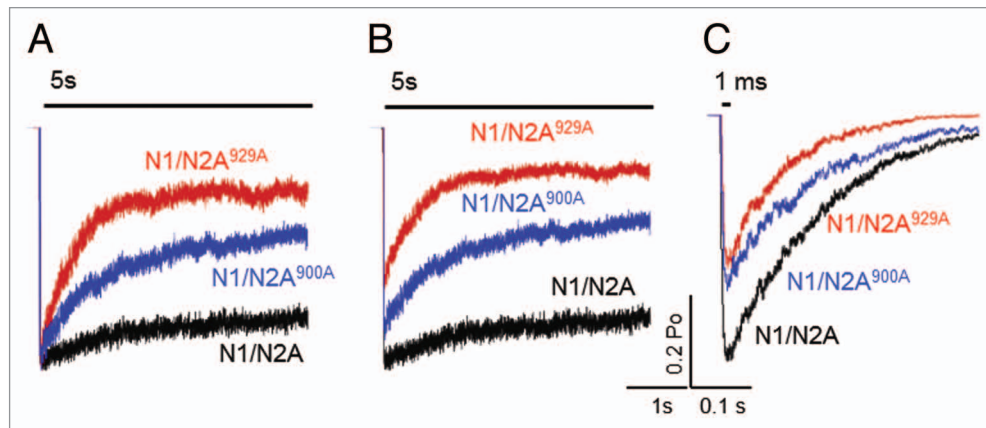 A
5s
N1/N2A929A
N1/N2A900A
N1/N2A
B
5s
N1/N2A929A
N1/N2A900A
N1/N2A
C
1 ms
N1/N2A929A
N1/N2A900A
N1/N2A
0.2 Po
1s
0.1 s